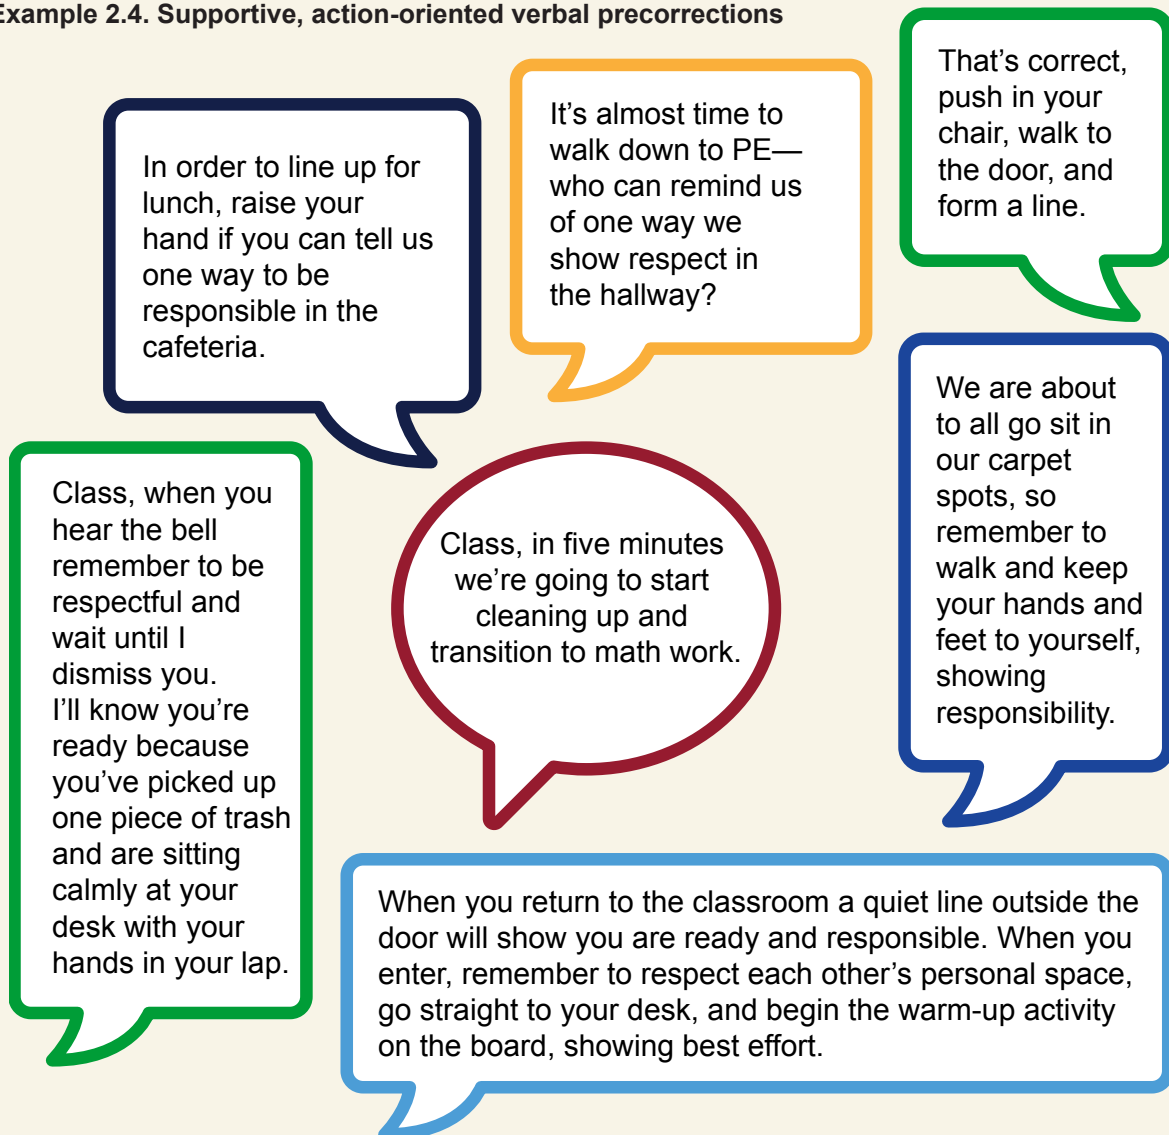 Example 2.4. Supportive, action-oriented verbal precorrections
In order to line up for
lunch, raise your
hand if you can tell us
one way to be
responsible in the
cafeteria.
It’s almost time to
walk down to PE—
who can remind us
of one way we
show respect in
the hallway?
That’s correct,
push in your
chair, walk to
the door, and
form a line.
Class, when you
hear the bell
remember to be
respectful and
wait until I
dismiss you.
I’ll know you’re
ready because
you’ve picked up
one piece of trash
and are sitting
calmly at your
desk with your
hands in your lap.
Class, in five minutes
we’re going to start
cleaning up and
transition to math work.
We are about
to all go sit in
our carpet
spots, so
remember to
walk and keep
your hands and
feet to yourself,
showing
responsibility.
When you return to the classroom a quiet line outside the
door will show you are ready and responsible. When you
enter, remember to respect each other’s personal space,
go straight to your desk, and begin the warm-up activity
on the board, showing best effort.